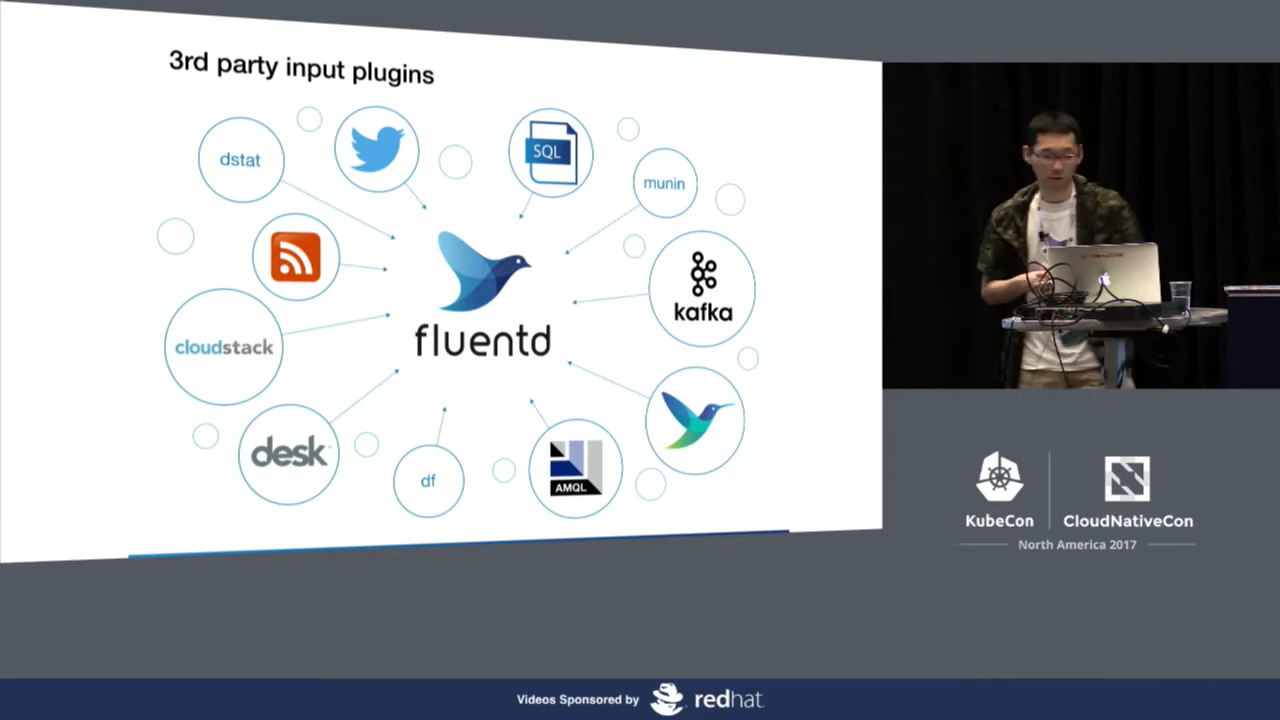 3rd party input plugins
dstat
SQL
munin
kafka
fluentd
cloudstack
desk
df
AMQL
KubeCon
CloudNativeCon
North America 2017
Videos Sponsored by redhat.